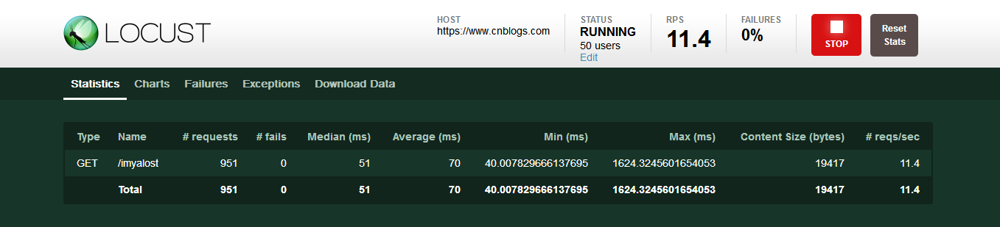 LOCUST
HOST
https://www.cnblogs.com
STATUS
RUNNING
50 users
Edit
RPS
11.4
FAILURES
0%
STOP
Reset
Stats
Statistics Charts Failures Exceptions Download Data
Type Name # requests # fails Median (ms) Average (ms) Min (ms) Max (ms) Content Size (bytes) # reqs/sec
GET /imyalost 951 0 51 70 40.007829666137695 1624.3245601654053 19417 11.4
Total 951 0 51 70 40.007829666137695 1624.3245601654053 19417 11.4